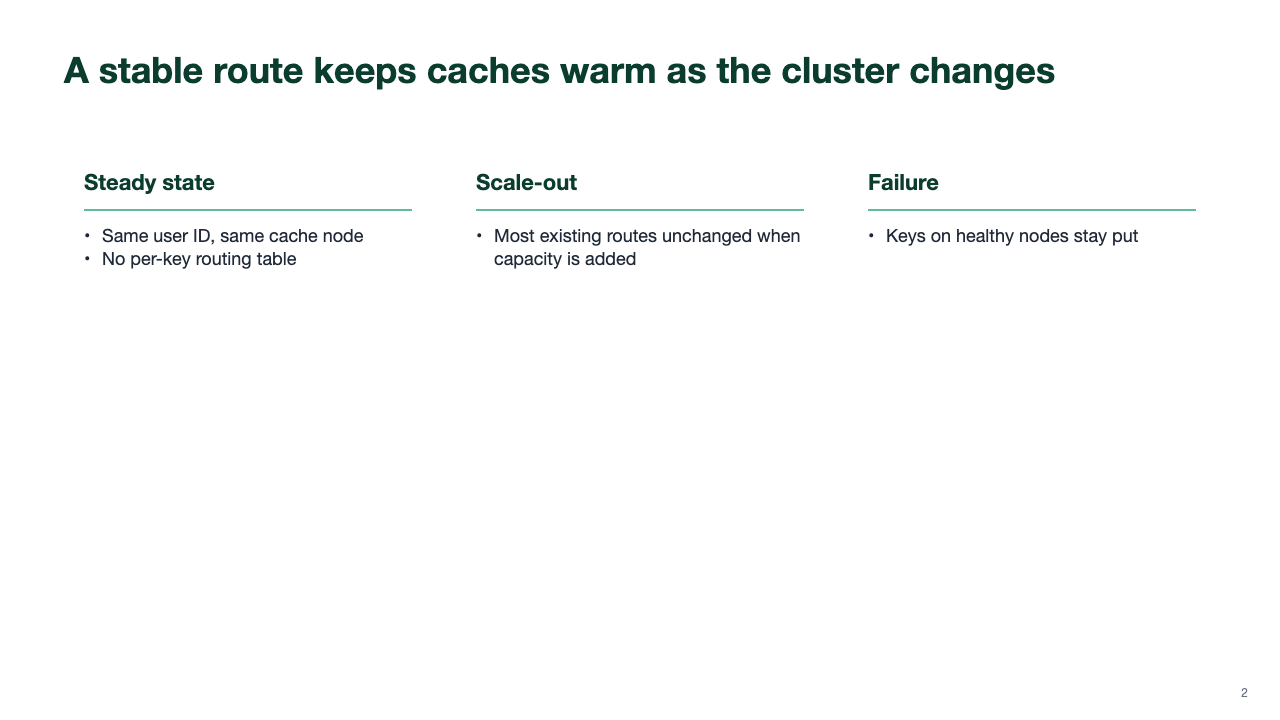 A stable route keeps caches warm as the cluster changes
Steady state
• Same user ID, same cache node
• No per-key routing table
Scale-out
• Most existing routes unchanged when
capacity is added
Failure
• Keys on healthy nodes stay put
2